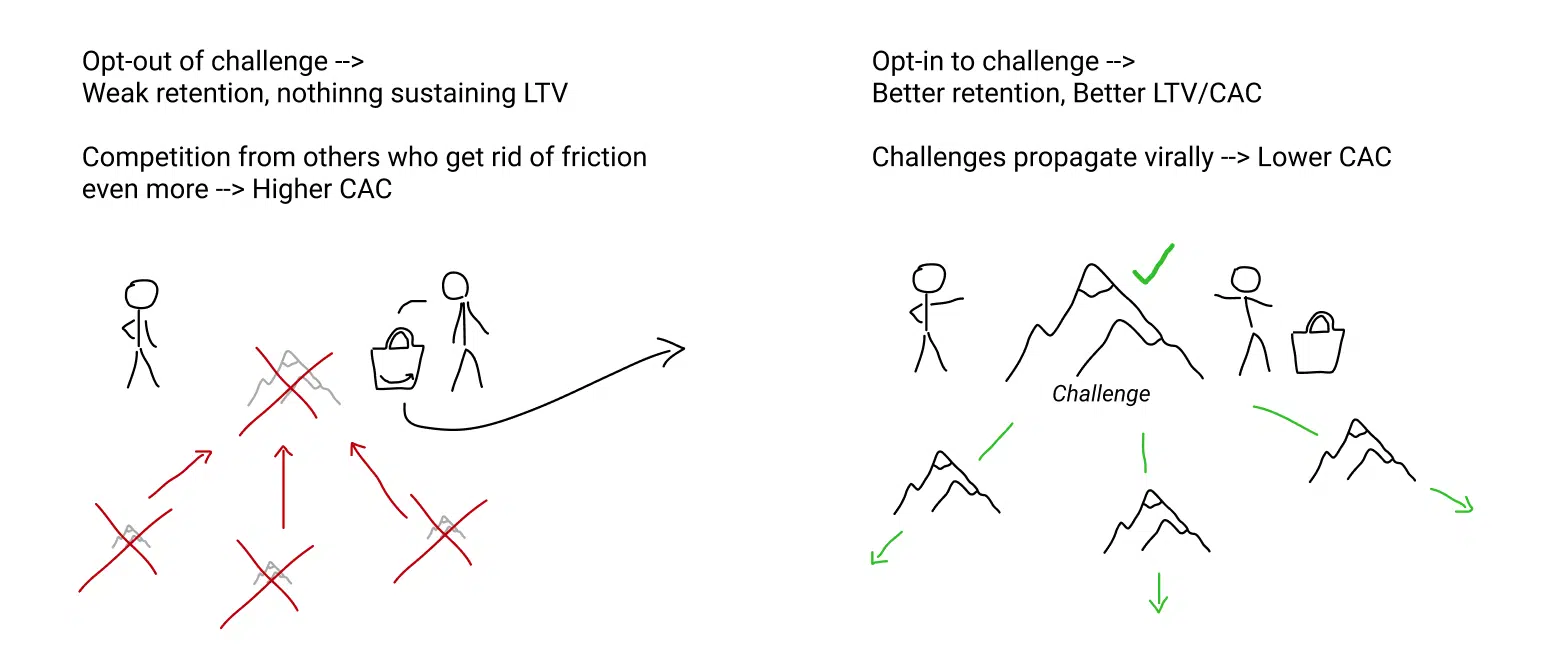 Opt-out of challenge -->
Weak retention, nothinng sustaining LTV
Competition from others who get rid of friction
even more --> Higher CAC
Opt-in to challenge -->
Better retention, Better LTV/CAC
Challenges propagate virally --> Lower CAC
Challenge